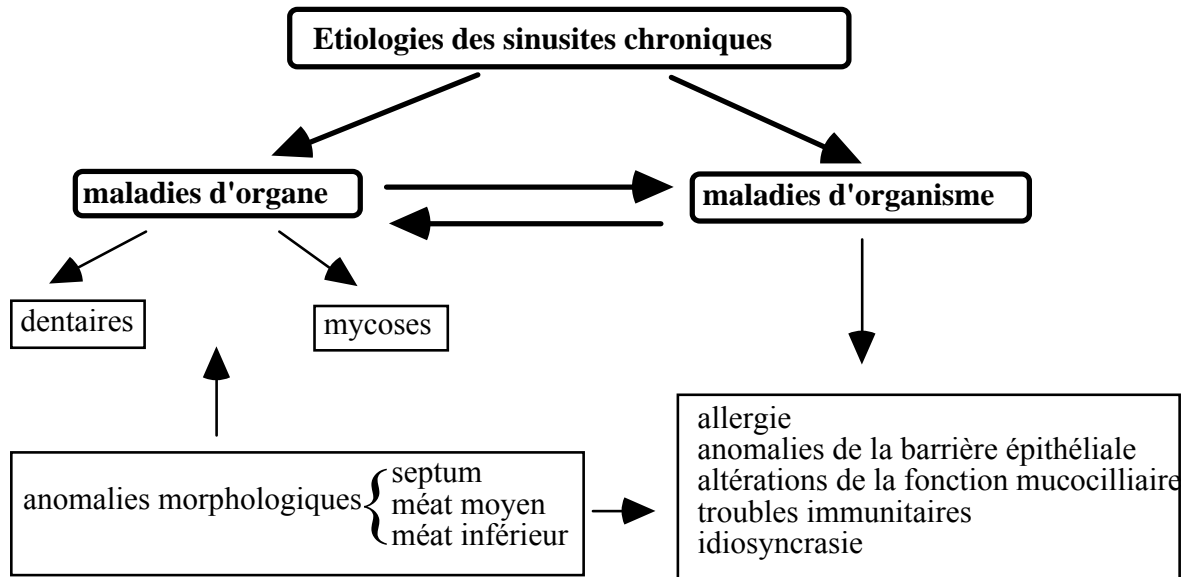 Etiologies des sinusites chroniques
maladies d'organe
maladies d'organisme
dentaires
mycoses
anomalies morphologiques
septum
méat moyen
méat inférieur
allergie
anomalies de la barrière épithéliale
altérations de la fonction mucocilliaire
troubles immunitaires
idiosyncrasie